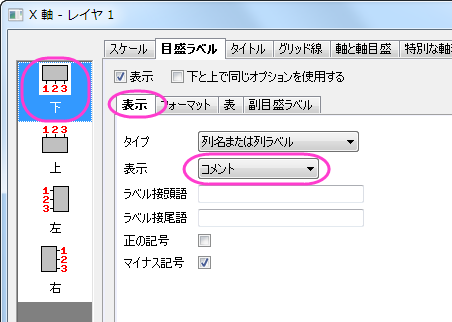 X 軸 - レイヤ 1
スケール 目盛ラベル タイトル グリッド線 軸と軸目盛 特別な軸
表示 下と上で同じオプションを使用する
表示 フォーマット 表 副目盛ラベル
123
下
123
上
1
2
3
左
1
2
3
右
タイプ 列名または列ラベル
表示 コメント
ラベル接頭語
ラベル接尾語
正の記号
マイナス記号